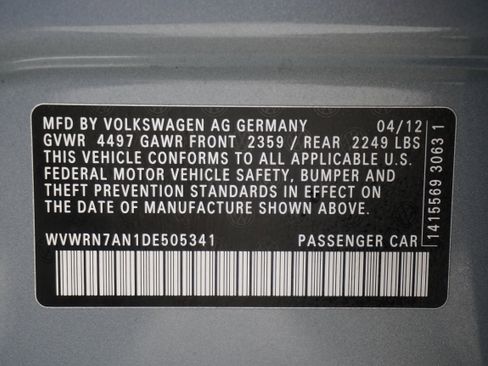 MFD BY VOLKSWAGEN AG GERMANY 04/12
GVWR 4497 GAWR FRONT 2359 / REAR 2249 LBS
THIS VEHICLE CONFORMS TO ALL APPLICABLE U.S.
FEDERAL MOTOR VEHICLE SAFETY, BUMPER AND
THEFT PREVENTION STANDARDS IN EFFECT ON
THE DATE OF MANUFACTURE SHOWN ABOVE.
WVWRN7AN1DE505341 PASSENGER CAR
1415569 3063 1